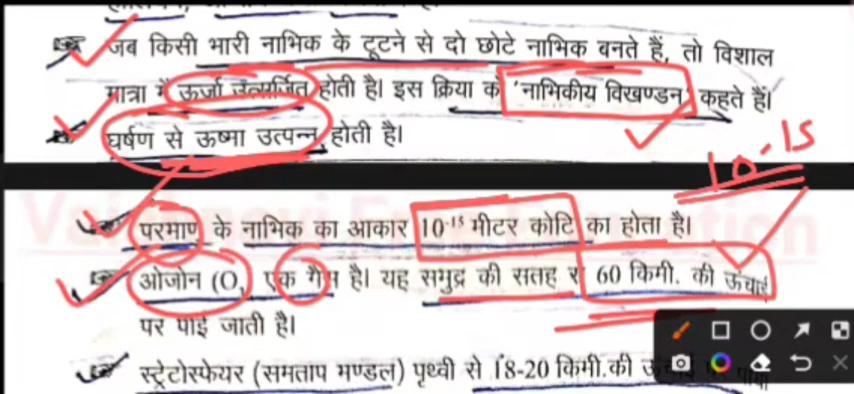 जब किसी भारी नाभिक के टूटने से दो छोटे नाभिक बनते हैं, तो विशाल
मात्रा में ऊर्जा उत्सर्जित होती है। इस क्रिया क 'नाभिकीय विखण्डन' कहते हैं।
घर्षण से ऊष्मा उत्पन्न होती है।
10-15
परमाणु के नाभिक का आकार 10-¹⁵ मीटर कोटि का होता है।
ओजोन (O एक गैस है। यह समुद्र की सतह से 60 किमी. की ऊंचाई
पर पाई जाती है।
स्ट्रेटोस्फेयर (समताप मण्डल) पृथ्वी से 18-20 किमी.की